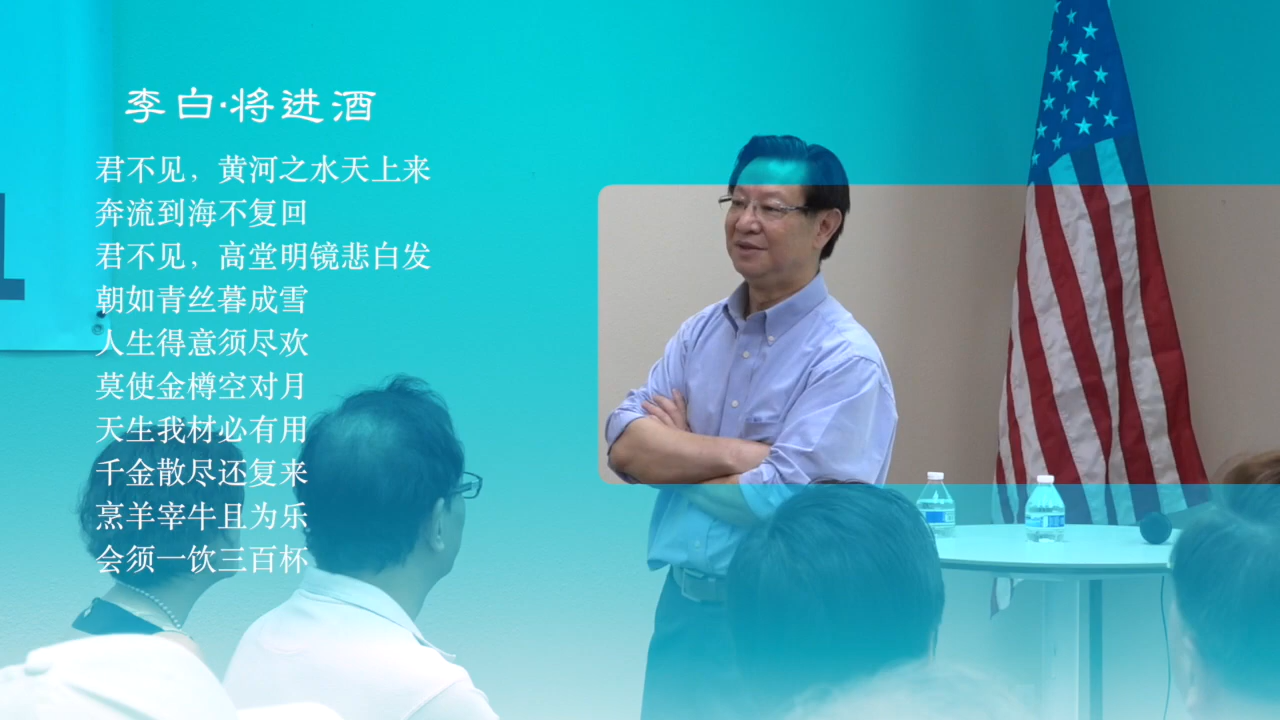 李白·将进酒
君不见，黄河之水天上来
奔流到海不复回
君不见，高堂明镜悲白发
朝如青丝暮成雪
人生得意须尽欢
莫使金樽空对月
天生我材必有用
千金散尽还复来
烹羊宰牛且为乐
会须一饮三百杯